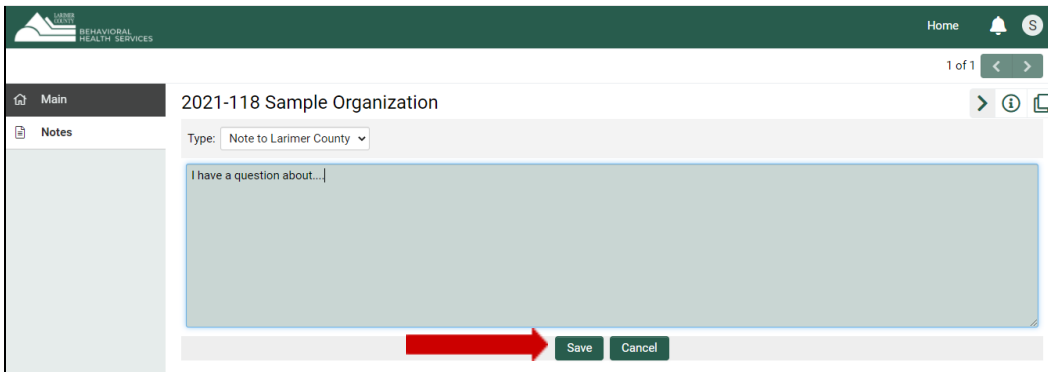 LARIMER
COUNTY
BEHAVIORAL
HEALTH SERVICES
Home
S
1 of 1
Main
Notes
2021-118 Sample Organization
Type: Note to Larimer County
I have a question about....
Save
Cancel